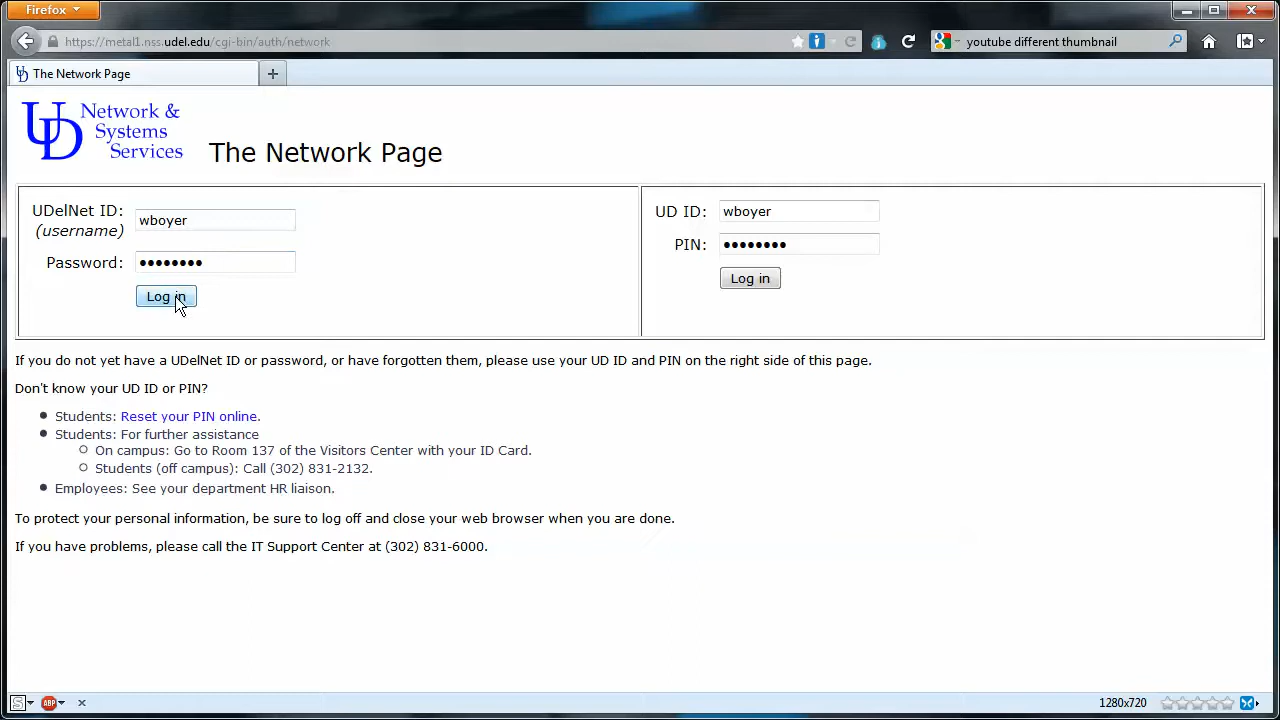 Firefox
https://metal1.nss.udel.edu/cgi-bin/auth/network
youtube different thumbnail
UD The Network Page
UD Network &
Systems
Services
The Network Page
UDelNet ID:
(username)
wboyer
Password:
●●●●●●●●
Log in
UD ID:
wboyer
PIN:
●●●●●●●●
Log in
If you do not yet have a UDelNet ID or password, or have forgotten them, please use your UD ID and PIN on the right side of this page.
Don't know your UD ID or PIN?
Students: Reset your PIN online.
Students: For further assistance
On campus: Go to Room 137 of the Visitors Center with your ID Card.
Students (off campus): Call (302) 831-2132.
Employees: See your department HR liaison.
To protect your personal information, be sure to log off and close your web browser when you are done.
If you have problems, please call the IT Support Center at (302) 831-6000.
S
ABP
1280x720